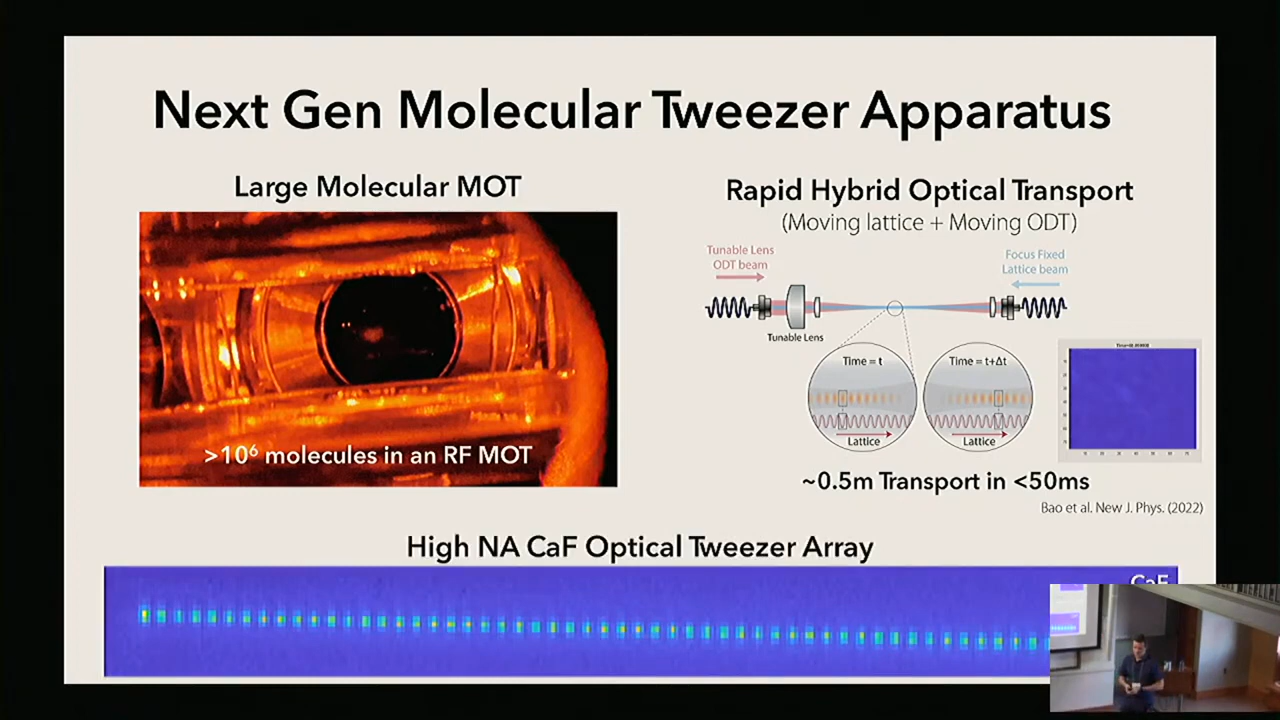 Next Gen Molecular Tweezer Apparatus
Large Molecular MOT
>10⁶ molecules in an RF MOT
Rapid Hybrid Optical Transport
(Moving lattice + Moving ODT)
Tunable Lens
ODT beam
Focus Fixed
Lattice beam
Tunable Lens
Time = t
Time = t+Δt
Lattice
Lattice
~0.5m Transport in <50ms
Bao et al. New J. Phys. (2022)
High NA CaF Optical Tweezer Array
CaF